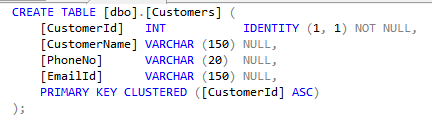 CREATE TABLE [dbo].[Customers] (
    [CustomerId]   INT           IDENTITY (1, 1) NOT NULL,
    [CustomerName] VARCHAR (150) NULL,
    [PhoneNo]      VARCHAR (20)  NULL,
    [EmailId]      VARCHAR (150) NULL,
    PRIMARY KEY CLUSTERED ([CustomerId] ASC)
);